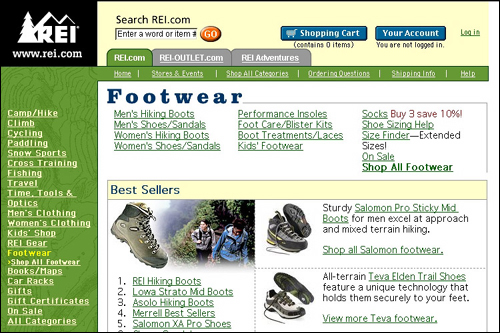 REI
www.rei.com
Search REI.com
Enter a word or item #
GO
Shopping Cart
(contains 0 items)
Your Account
You are not logged in.
Log in
REI.com
REI-OUTLET.com
REI Adventures
Home | Stores & Events | Shop All Categories | Ordering Questions | Shipping Info | Help
Camp/Hike
Climb
Cycling
Paddling
Snow Sports
Cross Training
Fishing
Travel
Time, Tools &
Optics
Men's Clothing
Women's Clothing
Kids' Shop
REI Gear
Footwear
›Shop All Footwear
Books/Maps
Car Racks
Gifts
Gift Certificates
On Sale
All Categories
Footwear
Men's Hiking Boots
Men's Shoes/Sandals
Women's Hiking Boots
Women's Shoes/Sandals
Performance Insoles
Foot Care/Blister Kits
Boot Treatments/Laces
Kids' Footwear
Socks Buy 3 save 10%!
Shoe Sizing Help
Size Finder—Extended
Sizes!
On Sale
Shop All Footwear
Best Sellers
1. REI Hiking Boots
2. Lowa Strato Mid Boots
3. Asolo Hiking Boots
4. Merrell Best Sellers
5. Salomon XA Pro Shoes
Sturdy Salomon Pro Sticky Mid
Boots for men excel at approach
and mixed terrain hiking.
Shop all Salomon footwear.
All-terrain Teva Elden Trail Shoes
feature a unique technology that
holds them securely to your feet.
View more Teva footwear.